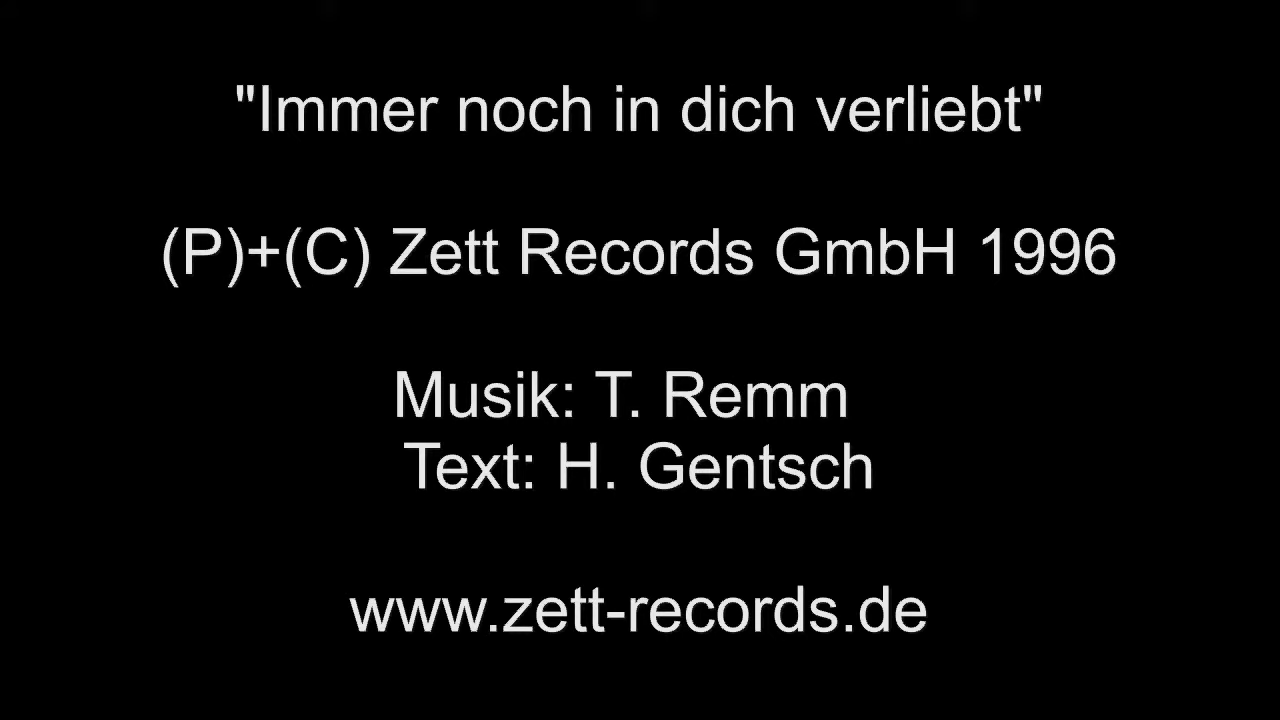 "Immer noch in dich verliebt"
(P)+(C) Zett Records GmbH 1996
Musik: T. Remm
Text: H. Gentsch
www.zett-records.de